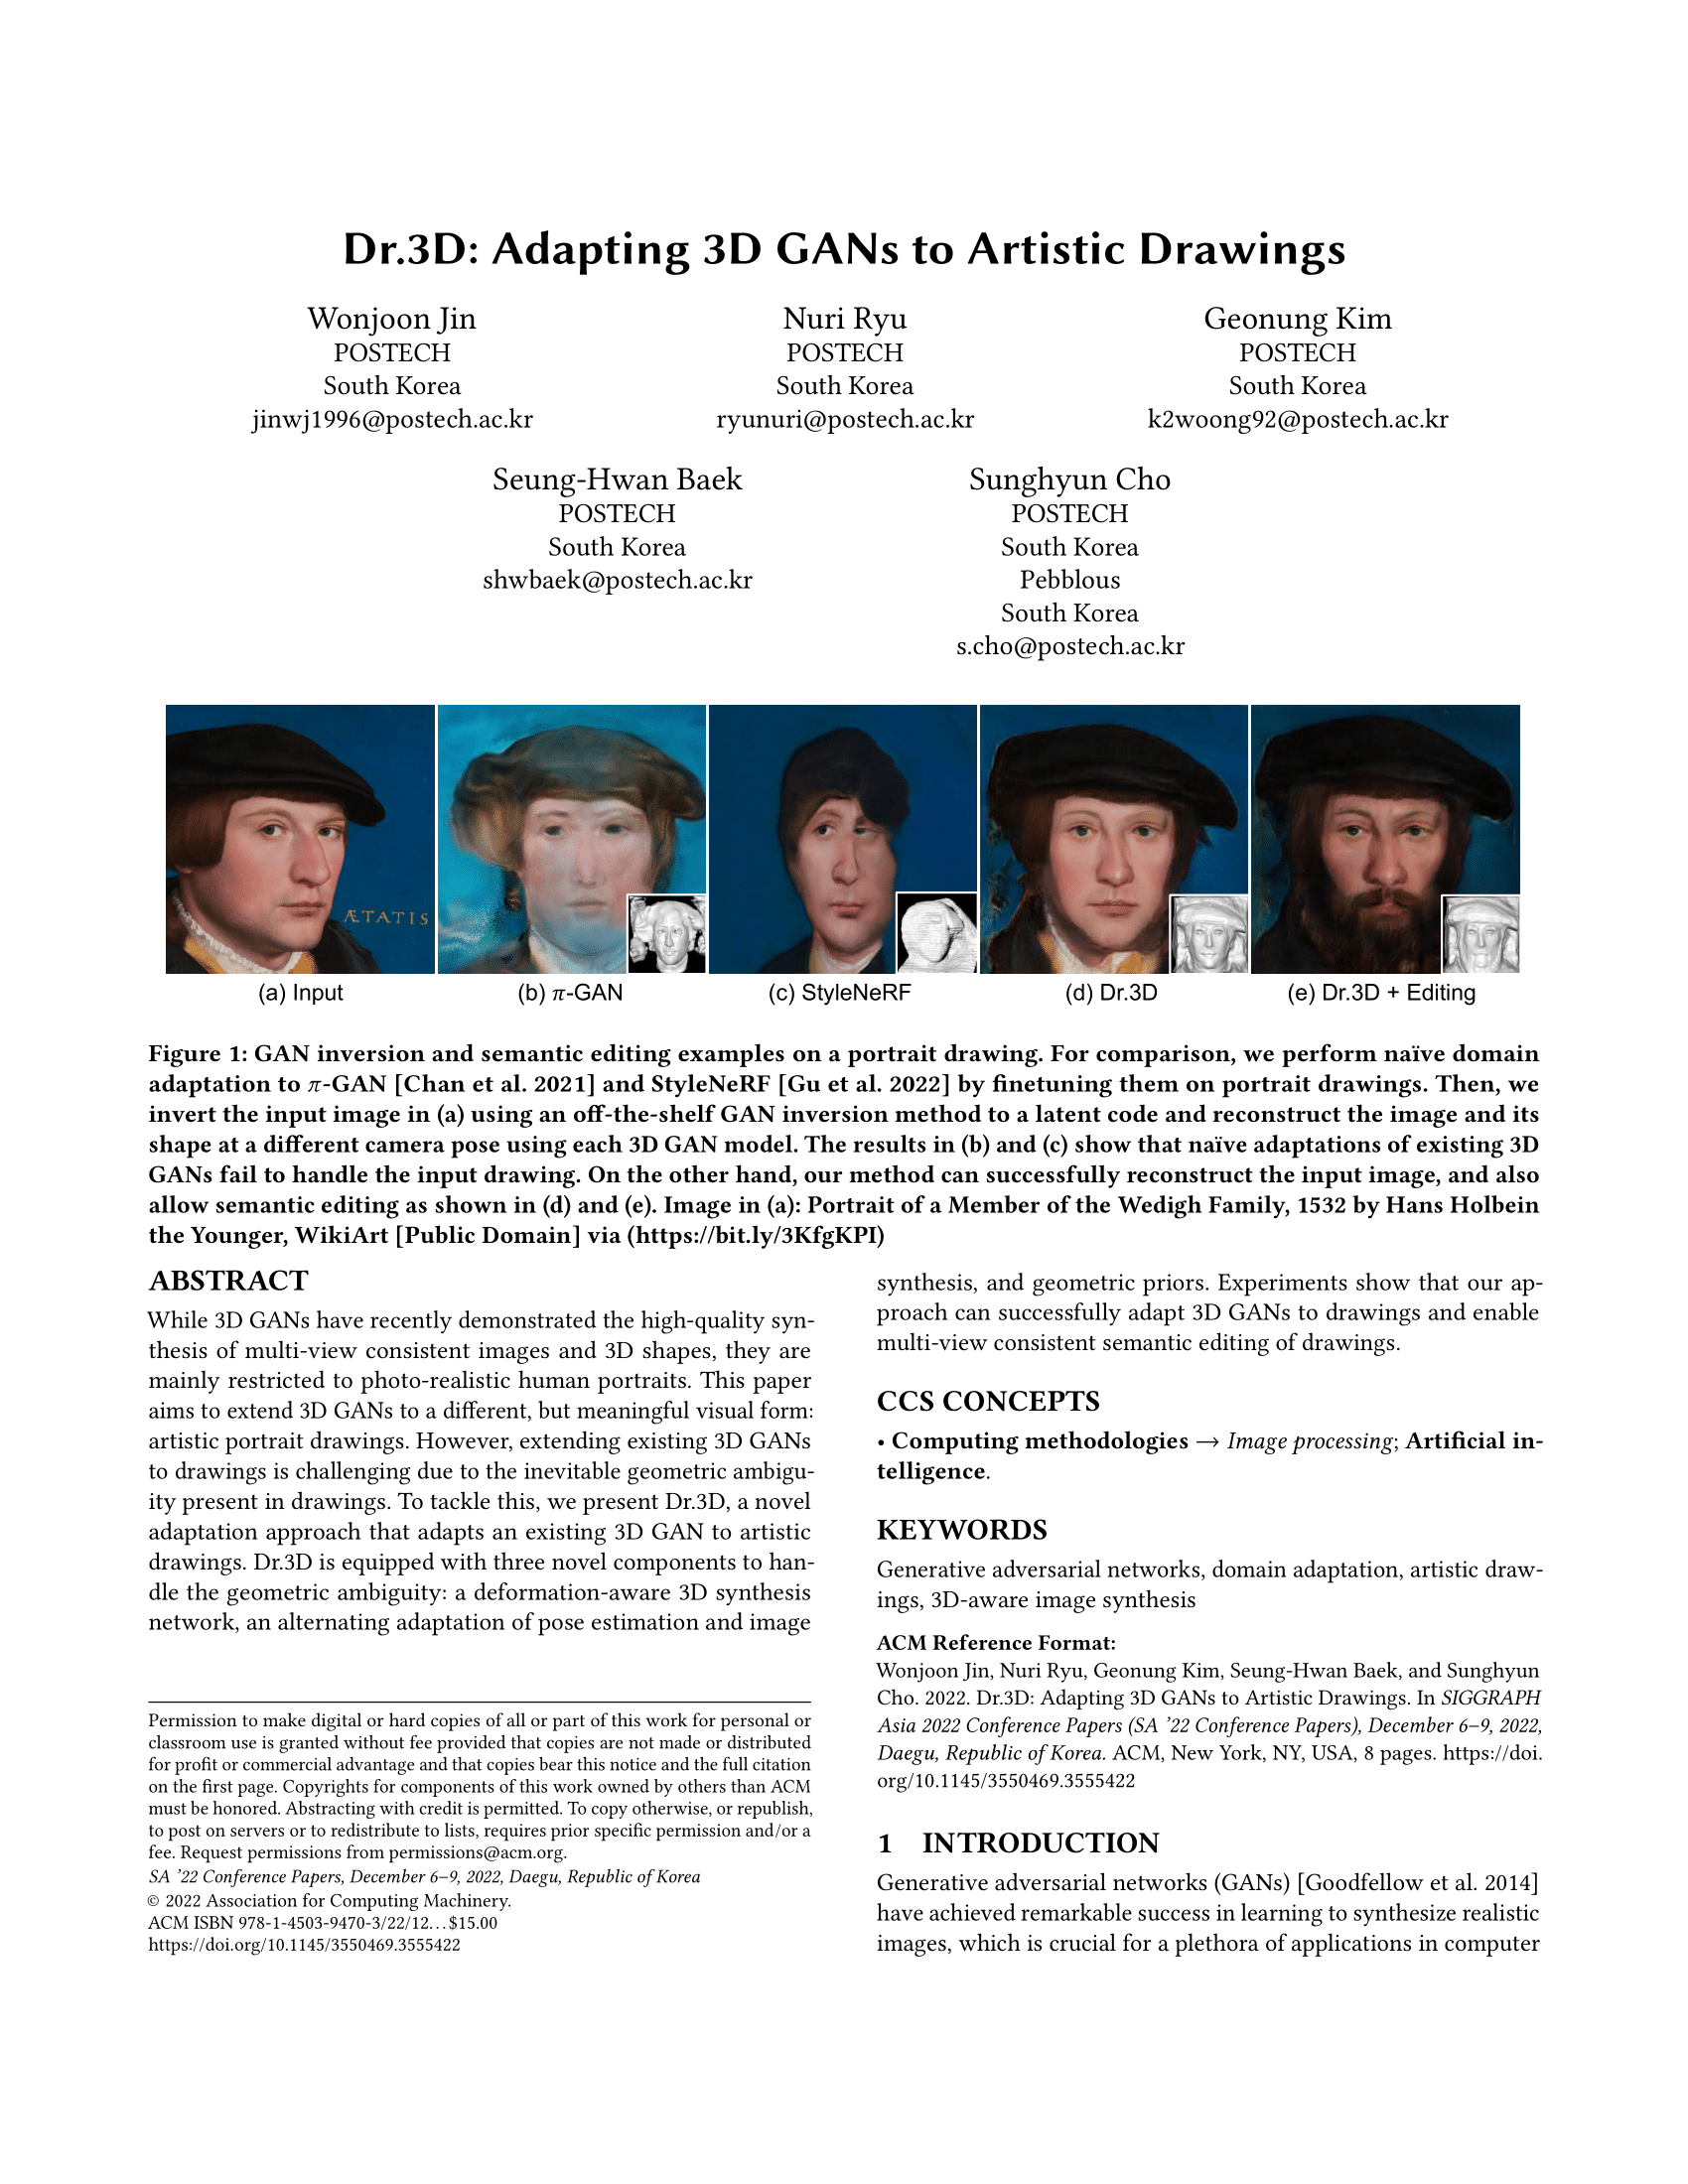 Dr.3D: Adapting 3D GANs to Artistic Drawings
Wonjoon Jin
POSTECH
South Korea
jinwj1996@postech.ac.kr
Nuri Ryu
POSTECH
South Korea
ryunuri@postech.ac.kr
Geonung Kim
POSTECH
South Korea
k2woong92@postech.ac.kr
Seung-Hwan Baek
POSTECH
South Korea
shwbaek@postech.ac.kr
Sunghyun Cho
POSTECH
South Korea
Pebblous
South Korea
s.cho@postech.ac.kr
ÆTATIS
(a) Input
(b) π-GAN
(c) StyleNeRF
(d) Dr.3D
(e) Dr.3D + Editing
Figure 1: GAN inversion and semantic editing examples on a portrait drawing. For comparison, we perform naïve domain
adaptation to π-GAN [Chan et al. 2021] and StyleNeRF [Gu et al. 2022] by finetuning them on portrait drawings. Then, we
invert the input image in (a) using an off-the-shelf GAN inversion method to a latent code and reconstruct the image and its
shape at a different camera pose using each 3D GAN model. The results in (b) and (c) show that naïve adaptations of existing 3D
GANs fail to handle the input drawing. On the other hand, our method can successfully reconstruct the input image, and also
allow semantic editing as shown in (d) and (e). Image in (a): Portrait of a Member of the Wedigh Family, 1532 by Hans Holbein
the Younger, WikiArt [Public Domain] via (https://bit.ly/3KfgKPI)
ABSTRACT
While 3D GANs have recently demonstrated the high-quality syn-
thesis of multi-view consistent images and 3D shapes, they are
mainly restricted to photo-realistic human portraits. This paper
aims to extend 3D GANs to a different, but meaningful visual form:
artistic portrait drawings. However, extending existing 3D GANs
to drawings is challenging due to the inevitable geometric ambigu-
ity present in drawings. To tackle this, we present Dr.3D, a novel
adaptation approach that adapts an existing 3D GAN to artistic
drawings. Dr.3D is equipped with three novel components to han-
dle the geometric ambiguity: a deformation-aware 3D synthesis
network, an alternating adaptation of pose estimation and image
Permission to make digital or hard copies of all or part of this work for personal or
classroom use is granted without fee provided that copies are not made or distributed
for profit or commercial advantage and that copies bear this notice and the full citation
on the first page. Copyrights for components of this work owned by others than ACM
must be honored. Abstracting with credit is permitted. To copy otherwise, or republish,
to post on servers or to redistribute to lists, requires prior specific permission and/or a
fee. Request permissions from permissions@acm.org.
SA ’22 Conference Papers, December 6–9, 2022, Daegu, Republic of Korea
© 2022 Association for Computing Machinery.
ACM ISBN 978-1-4503-9470-3/22/12...$15.00
https://doi.org/10.1145/3550469.3555422
synthesis, and geometric priors. Experiments show that our ap-
proach can successfully adapt 3D GANs to drawings and enable
multi-view consistent semantic editing of drawings.
CCS CONCEPTS
• Computing methodologies → Image processing; Artificial in-
telligence.
KEYWORDS
Generative adversarial networks, domain adaptation, artistic draw-
ings, 3D-aware image synthesis
ACM Reference Format:
Wonjoon Jin, Nuri Ryu, Geonung Kim, Seung-Hwan Baek, and Sunghyun
Cho. 2022. Dr.3D: Adapting 3D GANs to Artistic Drawings. In SIGGRAPH
Asia 2022 Conference Papers (SA ’22 Conference Papers), December 6–9, 2022,
Daegu, Republic of Korea. ACM, New York, NY, USA, 8 pages. https://doi.
org/10.1145/3550469.3555422
1 INTRODUCTION
Generative adversarial networks (GANs) [Goodfellow et al. 2014]
have achieved remarkable success in learning to synthesize realistic
images, which is crucial for a plethora of applications in computer